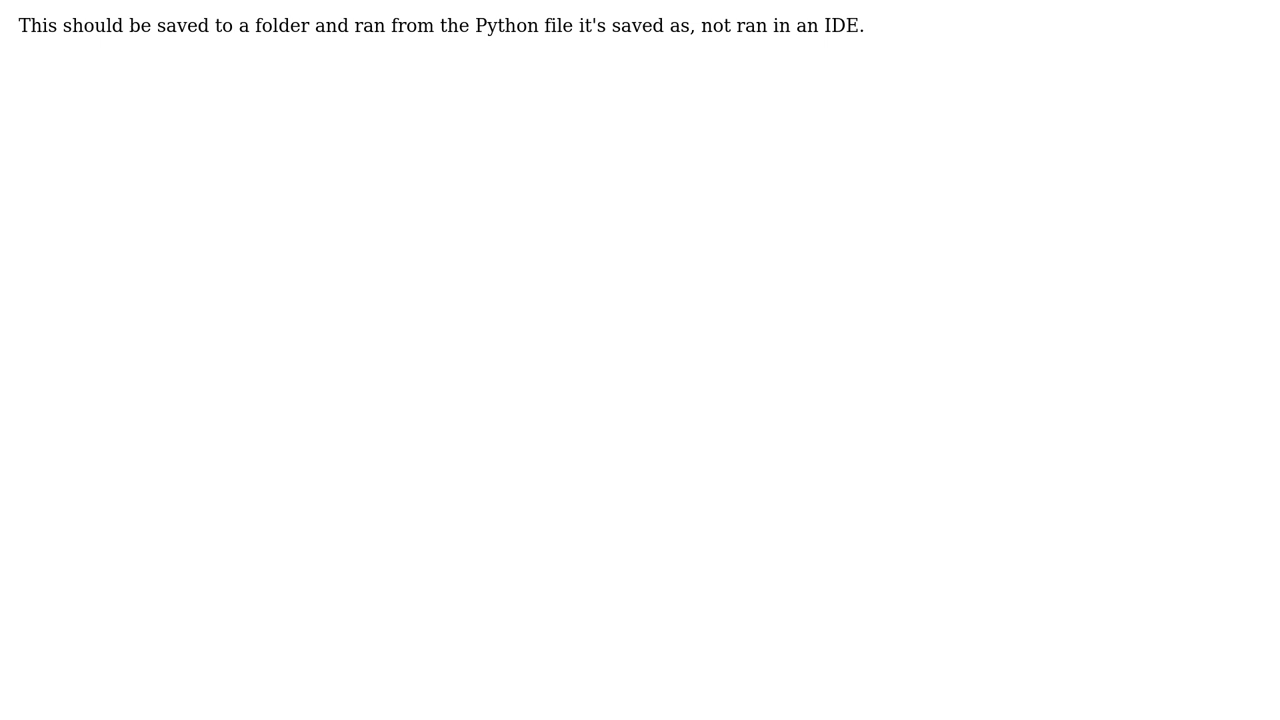 This should be saved to a folder and ran from the Python file it's saved as, not ran in an IDE.